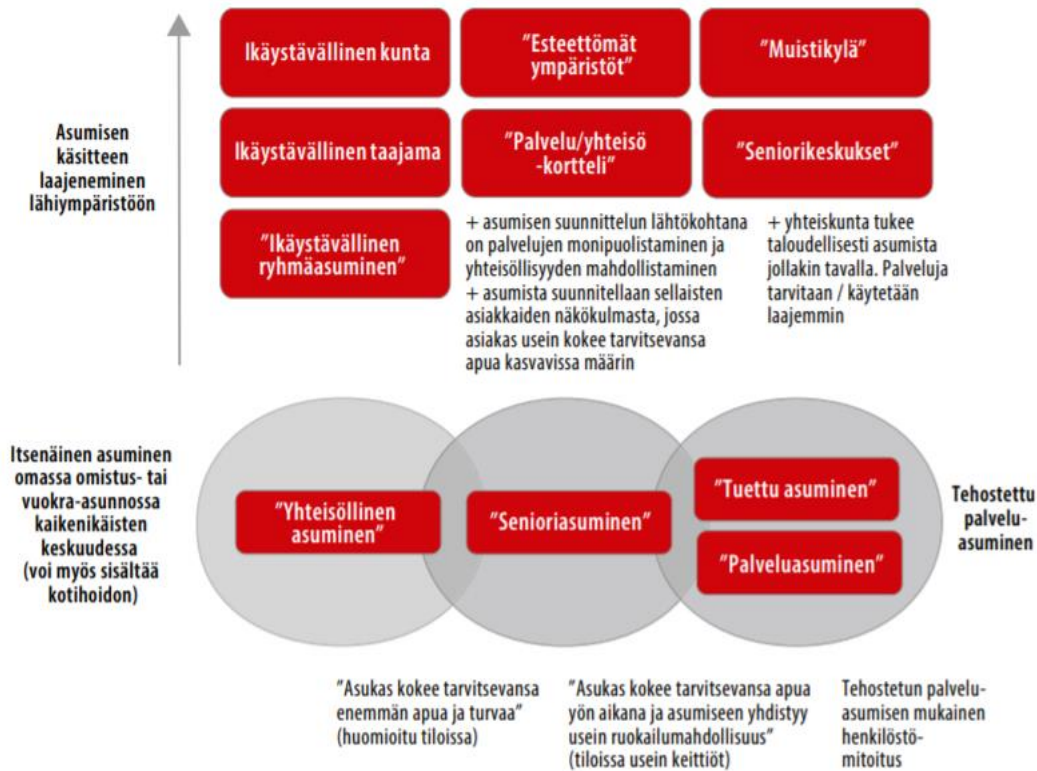 Ikäystävällinen kunta
"Esteettömät
ympäristöt"
"Muistikylä"
Asumisen
käsitteen
laajeneminen
lähiympäristöön
Ikäystävällinen taajama
"Palvelu/yhteisö
-kortteli"
"Seniorikeskukset"
"Ikäystävällinen
ryhmäasuminen"
+ asumisen suunnittelun lähtökohtana
on palvelujen monipuolistaminen ja
yhteisöllisyyden mahdollistaminen
+ asumista suunnitellaan sellaisten
asiakkaiden näkökulmasta, jossa
asiakas usein kokee tarvitsevansa
apua kasvavissa määrin
+ yhteiskunta tukee
taloudellisesti asumista
jollakin tavalla. Palveluja
tarvitaan / käytetään
laajemmin
Itsenäinen asuminen
omassa omistus- tai
vuokra-asunnossa
kaikenikäisten
keskuudessa
(voi myös sisältää
kotihoidon)
"Yhteisöllinen
asuminen"
"Senioriasuminen"
"Tuettu asuminen"
"Palveluasuminen"
Tehostettu
palvelu-
asuminen
"Asukas kokee tarvitsevansa
enemmän apua ja turvaa"
(huomioitu tiloissa)
"Asukas kokee tarvitsevansa apua
yön aikana ja asumiseen yhdistyy
usein ruokailumahdollisuus"
(tiloissa usein keittiöt)
Tehostetun palvelu-
asumisen mukainen
henkilöstö-
mitoitus